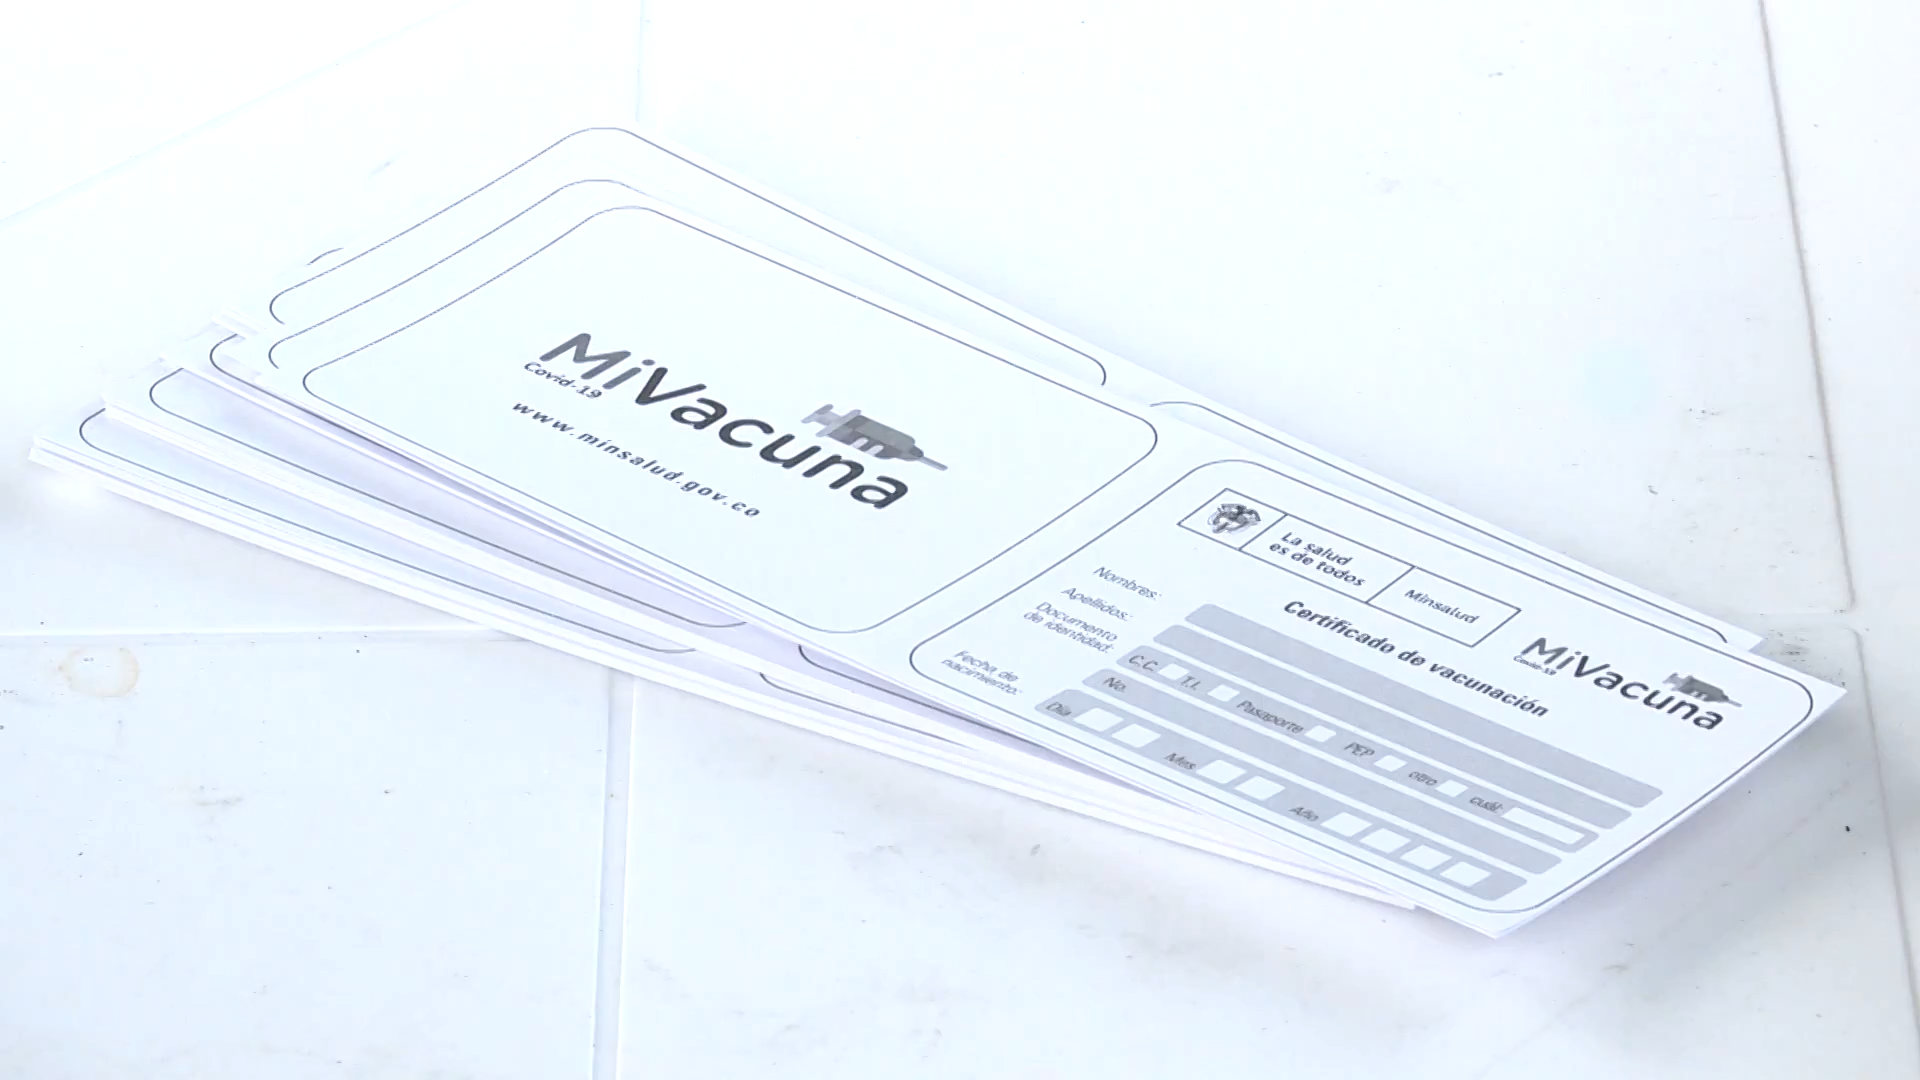 MiVacuna
Covid-19
www.minsalud.gov.co
La salud
es de todos
Minsalud
MiVacuna
Covid-19
Certificado de vacunación
Nombres:
Apellidos:
Documento
de identidad:
C.C. T.I. Pasaporte PEP otro cuál:
No.
Fecha de
nacimiento:
Día Mes Año